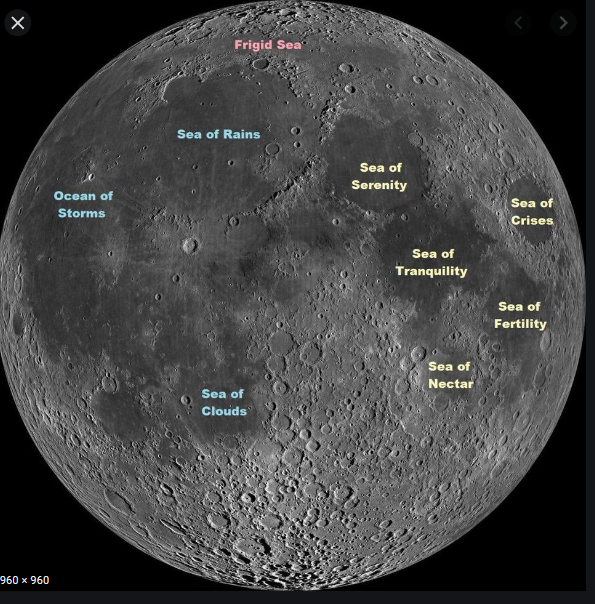 Frigid Sea
Sea of Rains
Sea of
Serenity
Ocean of
Storms
Sea of
Crises
Sea of
Tranquility
Sea of
Fertility
Sea of
Nectar
Sea of
Clouds
960 × 960